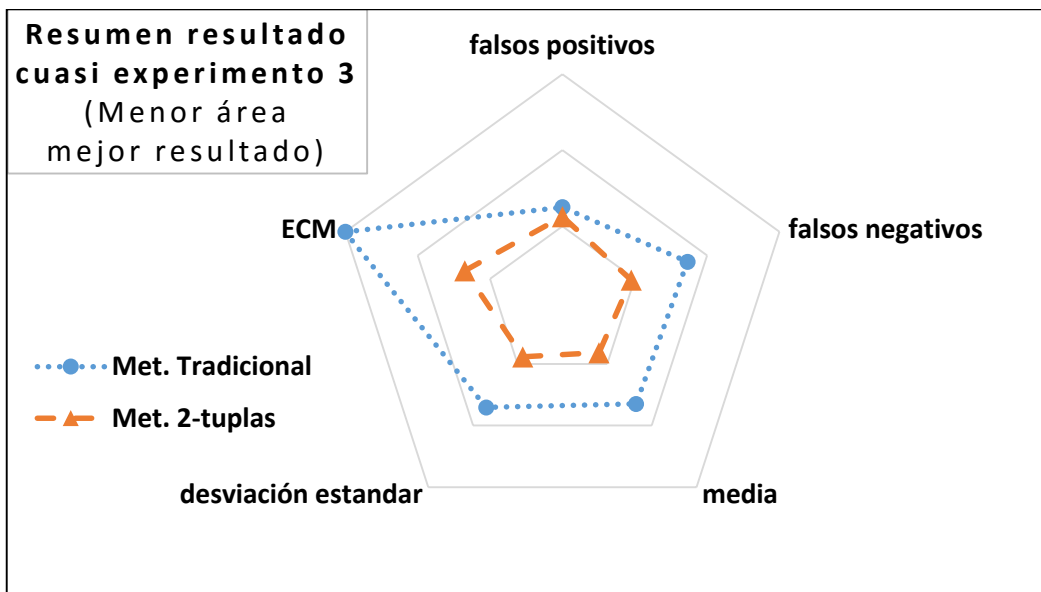 Resumen resultado
cuasi experimento 3
(Menor área
mejor resultado)
falsos positivos
ECM
falsos negativos
Met. Tradicional
Met. 2-tuplas
desviación estandar
media